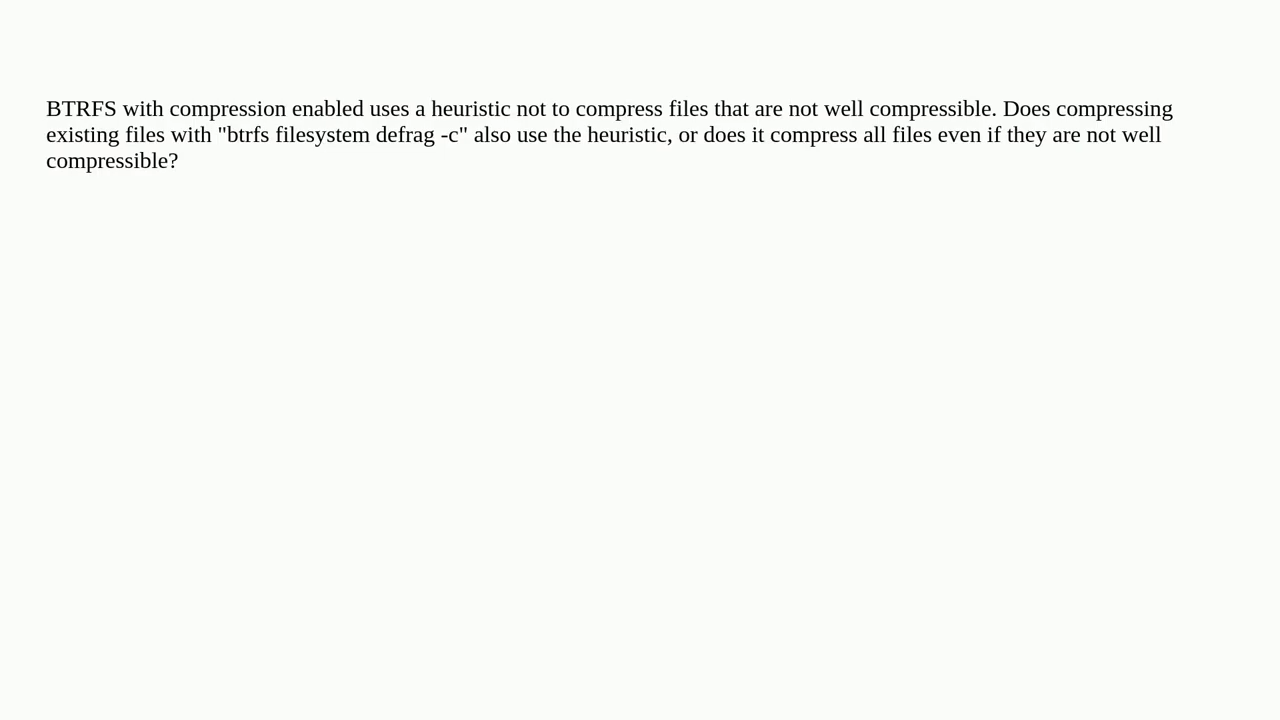 BTRFS with compression enabled uses a heuristic not to compress files that are not well compressible. Does compressing
existing files with "btrfs filesystem defrag -c" also use the heuristic, or does it compress all files even if they are not well
compressible?